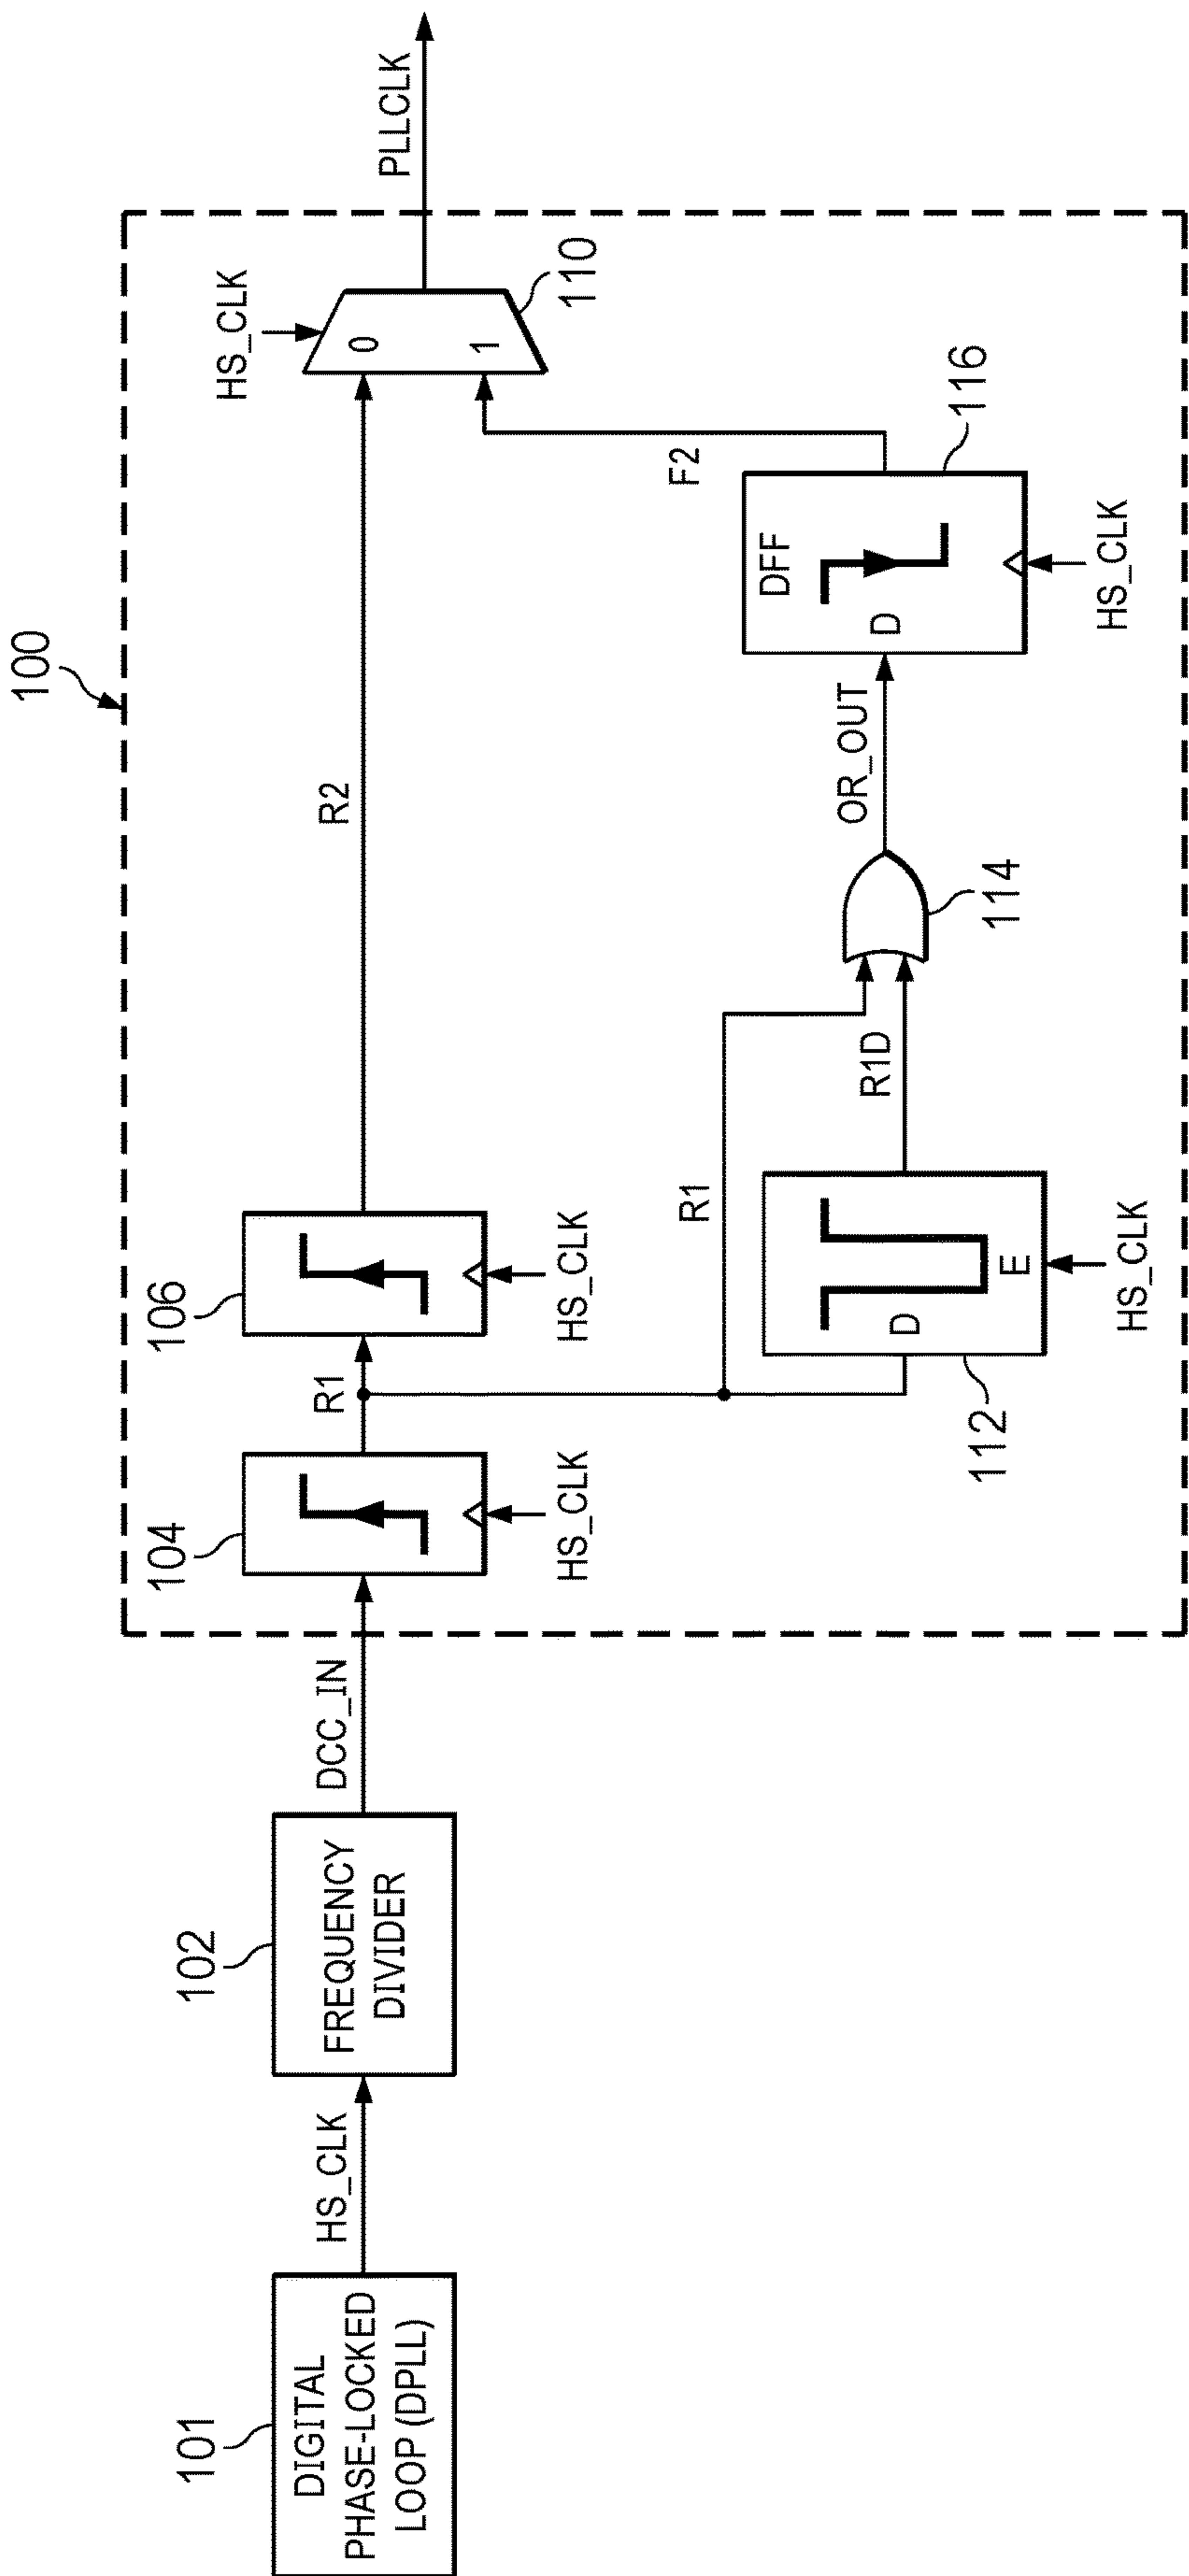 100
101
DIGITAL
PHASE-LOCKED
LOOP (DPLL)
HS_CLK
102
FREQUENCY
DIVIDER
DCC_IN
104
HS_CLK
R1
106
HS_CLK
R2
HS_CLK
0
1
110
PLLCLK
112
D
E
HS_CLK
R1
R1D
114
OR_OUT
DFF
D
116
HS_CLK
F2